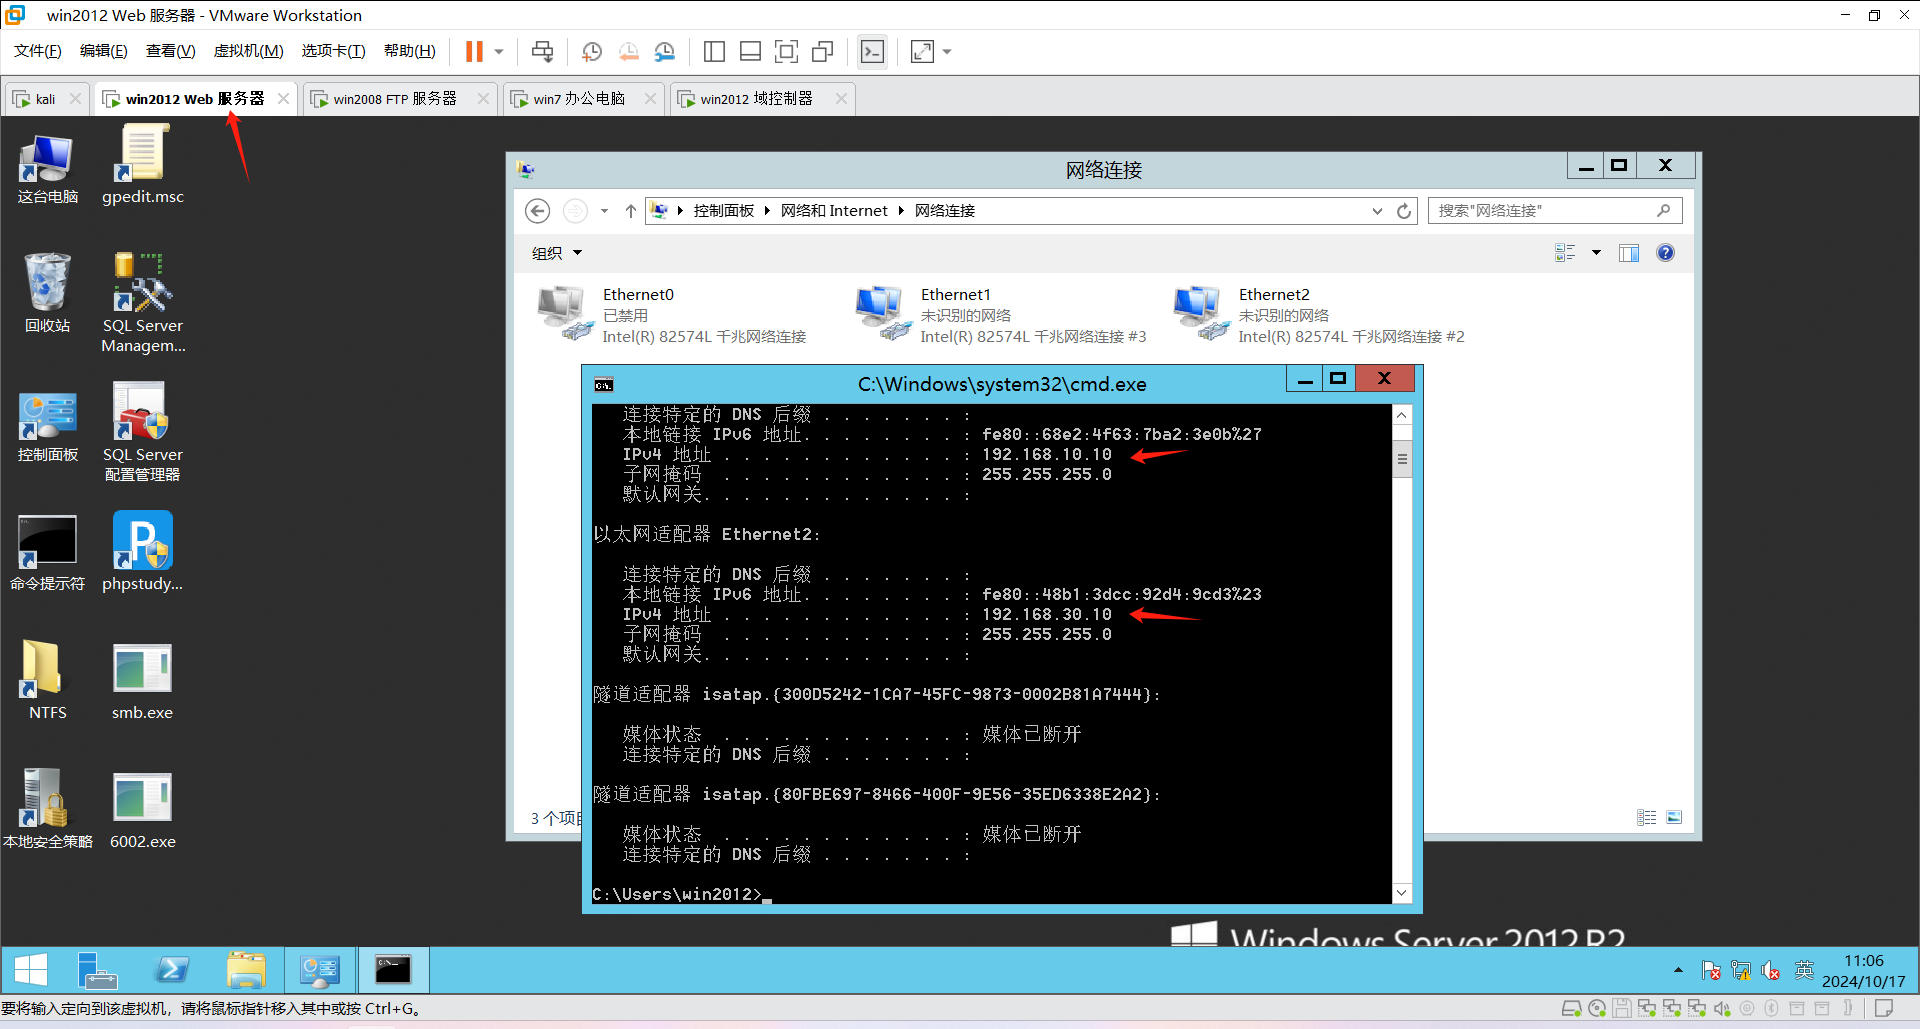 win2012 Web 服务器 - VMware Workstation
文件(F) 编辑(E) 查看(V) 虚拟机(M) 选项卡(T) 帮助(H)
kali
win2012 Web 服务器
win2008 FTP 服务器
win7 办公电脑
win2012 域控制器
这台电脑
gpedit.msc
回收站
SQL Server
Managem...
控制面板
SQL Server
配置管理器
命令提示符
phpstudy...
NTFS
smb.exe
本地安全策略
6002.exe
网络连接
控制面板 网络和 Internet 网络连接
搜索"网络连接"
组织
Ethernet0
已禁用
Intel(R) 82574L 千兆网络连接
Ethernet1
未识别的网络
Intel(R) 82574L 千兆网络连接 #3
Ethernet2
未识别的网络
Intel(R) 82574L 千兆网络连接 #2
3 个项目
C:\Windows\system32\cmd.exe
连接特定的 DNS 后缀 . . . . . . . :
本地链接 IPv6 地址. . . . . . . . : fe80::68e2:4f63:7ba2:3e0b%27
IPv4 地址 . . . . . . . . . . . . : 192.168.10.10
子网掩码 . . . . . . . . . . . . : 255.255.255.0
默认网关. . . . . . . . . . . . . :
以太网适配器 Ethernet2:
连接特定的 DNS 后缀 . . . . . . . :
本地链接 IPv6 地址. . . . . . . . : fe80::48b1:3dcc:92d4:9cd3%23
IPv4 地址 . . . . . . . . . . . . : 192.168.30.10
子网掩码 . . . . . . . . . . . . : 255.255.255.0
默认网关. . . . . . . . . . . . . :
隧道适配器 isatap.{300D5242-1CA7-45FC-9873-0002B81A7444}:
媒体状态 . . . . . . . . . . . . : 媒体已断开
连接特定的 DNS 后缀 . . . . . . . :
隧道适配器 isatap.{80FBE697-8466-400F-9E56-35ED6338E2A2}:
媒体状态 . . . . . . . . . . . . : 媒体已断开
连接特定的 DNS 后缀 . . . . . . . :
C:\Users\win2012>_
Windows Server 2012 R2
英
11:06
2024/10/17
要将输入定向到该虚拟机，请将鼠标指针移入其中或按 Ctrl+G。